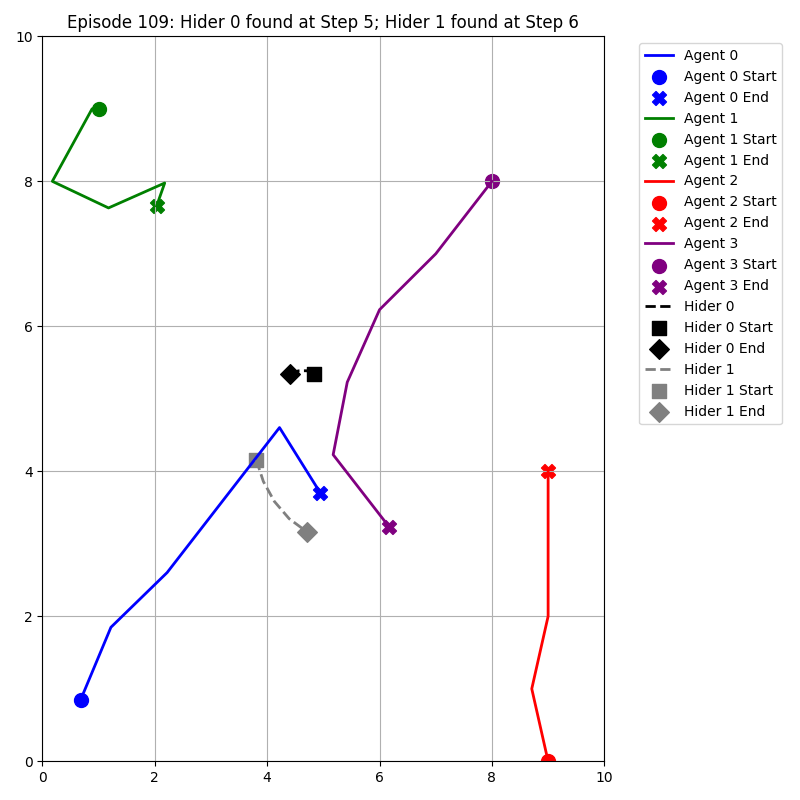 Episode 109: Hider 0 found at Step 5; Hider 1 found at Step 6
10
8
6
4
2
0
0 2 4 6 8 10
Agent 0
Agent 0 Start
Agent 0 End
Agent 1
Agent 1 Start
Agent 1 End
Agent 2
Agent 2 Start
Agent 2 End
Agent 3
Agent 3 Start
Agent 3 End
Hider 0
Hider 0 Start
Hider 0 End
Hider 1
Hider 1 Start
Hider 1 End